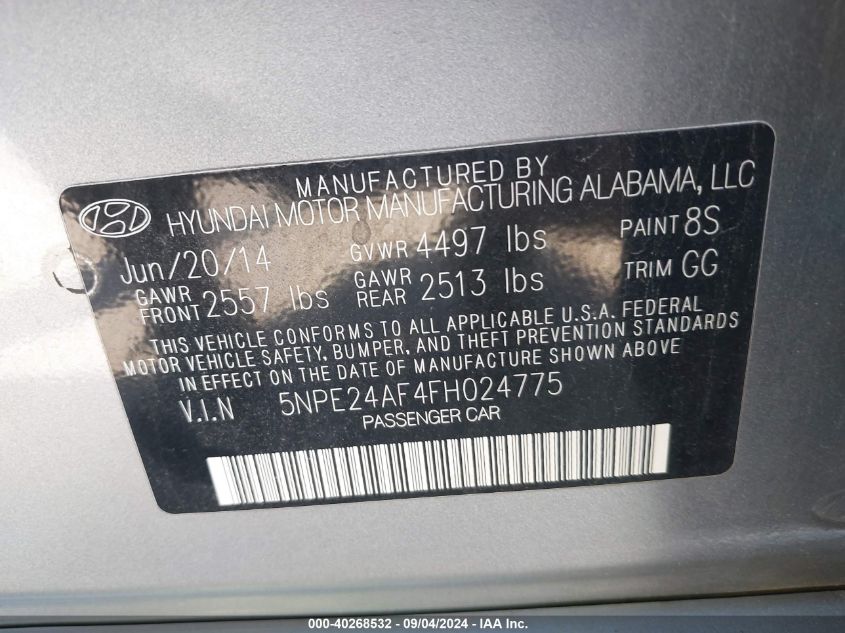 MANUFACTURED BY
HYUNDAI MOTOR MANUFACTURING ALABAMA, LLC
Jun/20/14 GVWR 4497 lbs PAINT 8S
GAWR FRONT 2557 lbs GAWR REAR 2513 lbs TRIM GG
THIS VEHICLE CONFORMS TO ALL APPLICABLE U.S.A. FEDERAL
MOTOR VEHICLE SAFETY, BUMPER, AND THEFT PREVENTION STANDARDS
IN EFFECT ON THE DATE OF MANUFACTURE SHOWN ABOVE
V.I.N 5NPE24AF4FH024775
PASSENGER CAR
000-40268532 - 09/04/2024 - IAA Inc.